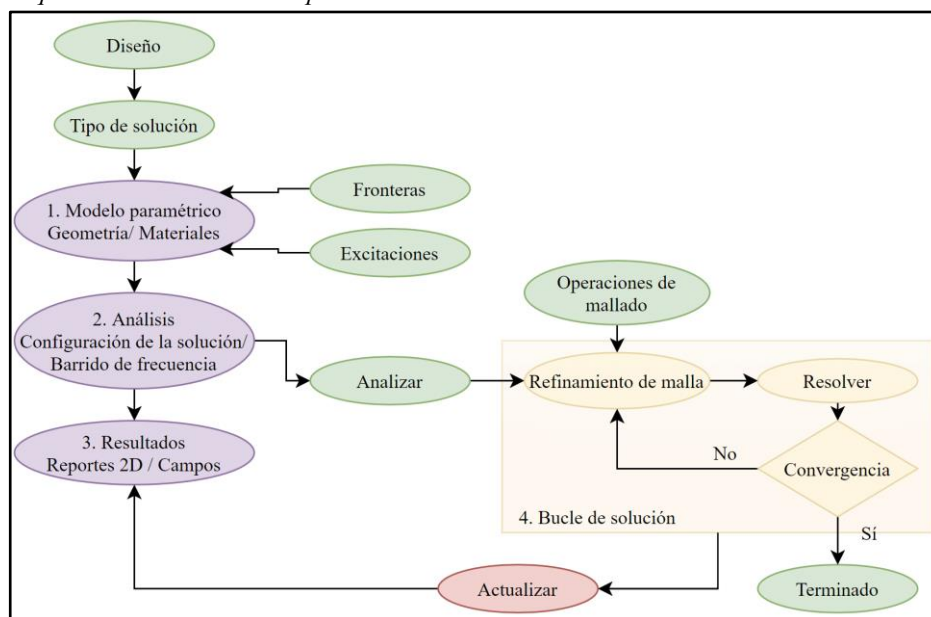 Diseño
Tipo de solución
Fronteras
1. Modelo paramétrico
Geometría/ Materiales
Excitaciones
Operaciones de
mallado
2. Análisis
Configuración de la solución/
Barrido de frecuencia
Analizar
Refinamiento de malla
Resolver
3. Resultados
Reportes 2D / Campos
No
Convergencia
4. Bucle de solución
Sí
Actualizar
Terminado